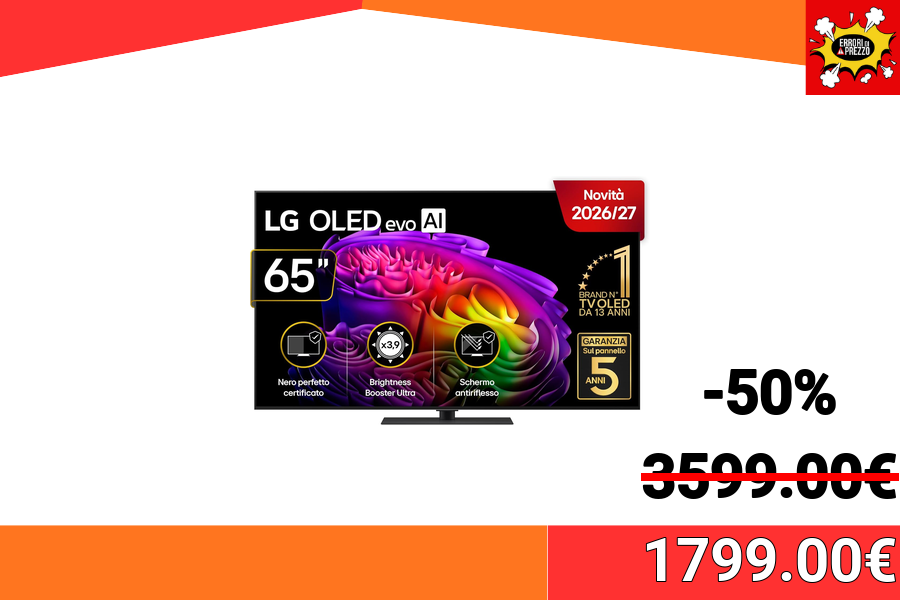 ERRORI DI
PREZZO
Novità
2026/27
LG OLED evo AI
65”
1
BRAND N°
TV OLED
DA 13 ANNI
x3,9
Nero perfetto
certificato
Brightness
Booster Ultra
Schermo
antiriflesso
GARANZIA
Sul pannello
5
ANNI
-50%
3599.00€
1799.00€